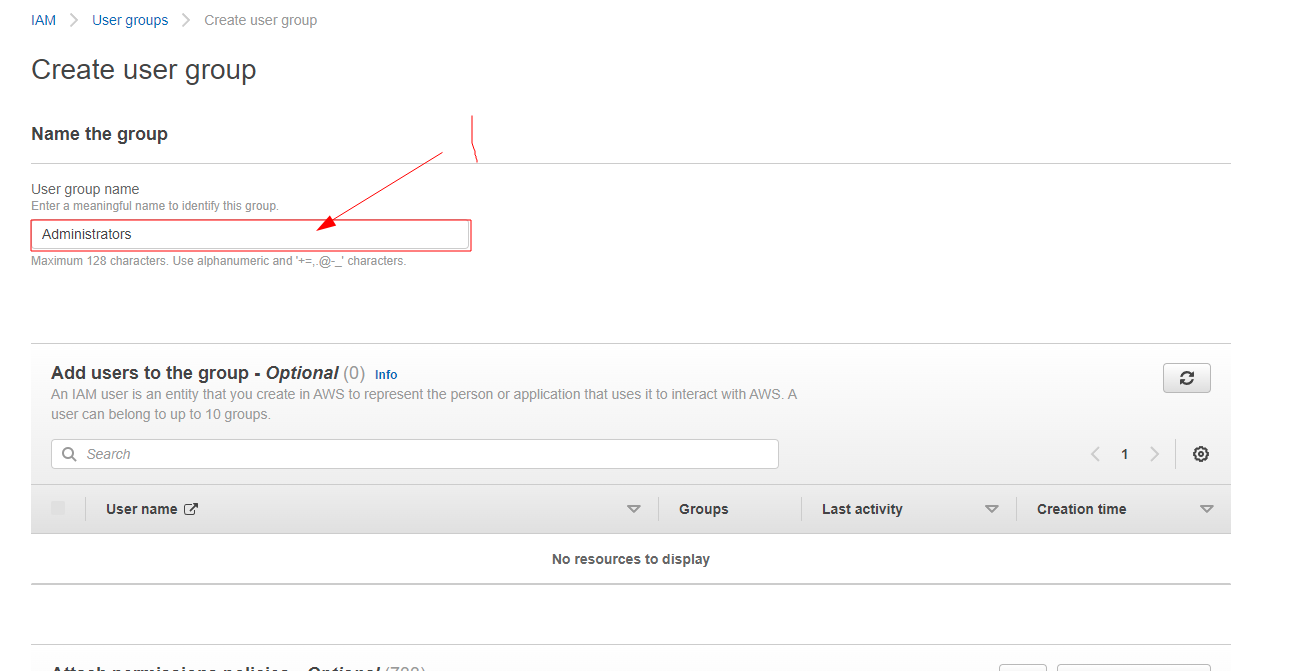 IAM > User groups > Create user group
Create user group
Name the group
User group name
Enter a meaningful name to identify this group.
Administrators
Maximum 128 characters. Use alphanumeric and '+=,.@-_' characters.
Add users to the group - Optional (0) Info
An IAM user is an entity that you create in AWS to represent the person or application that uses it to interact with AWS. A
user can belong to up to 10 groups.
Search
1
User name Groups Last activity Creation time
No resources to display
Attach permissions policies - Optional